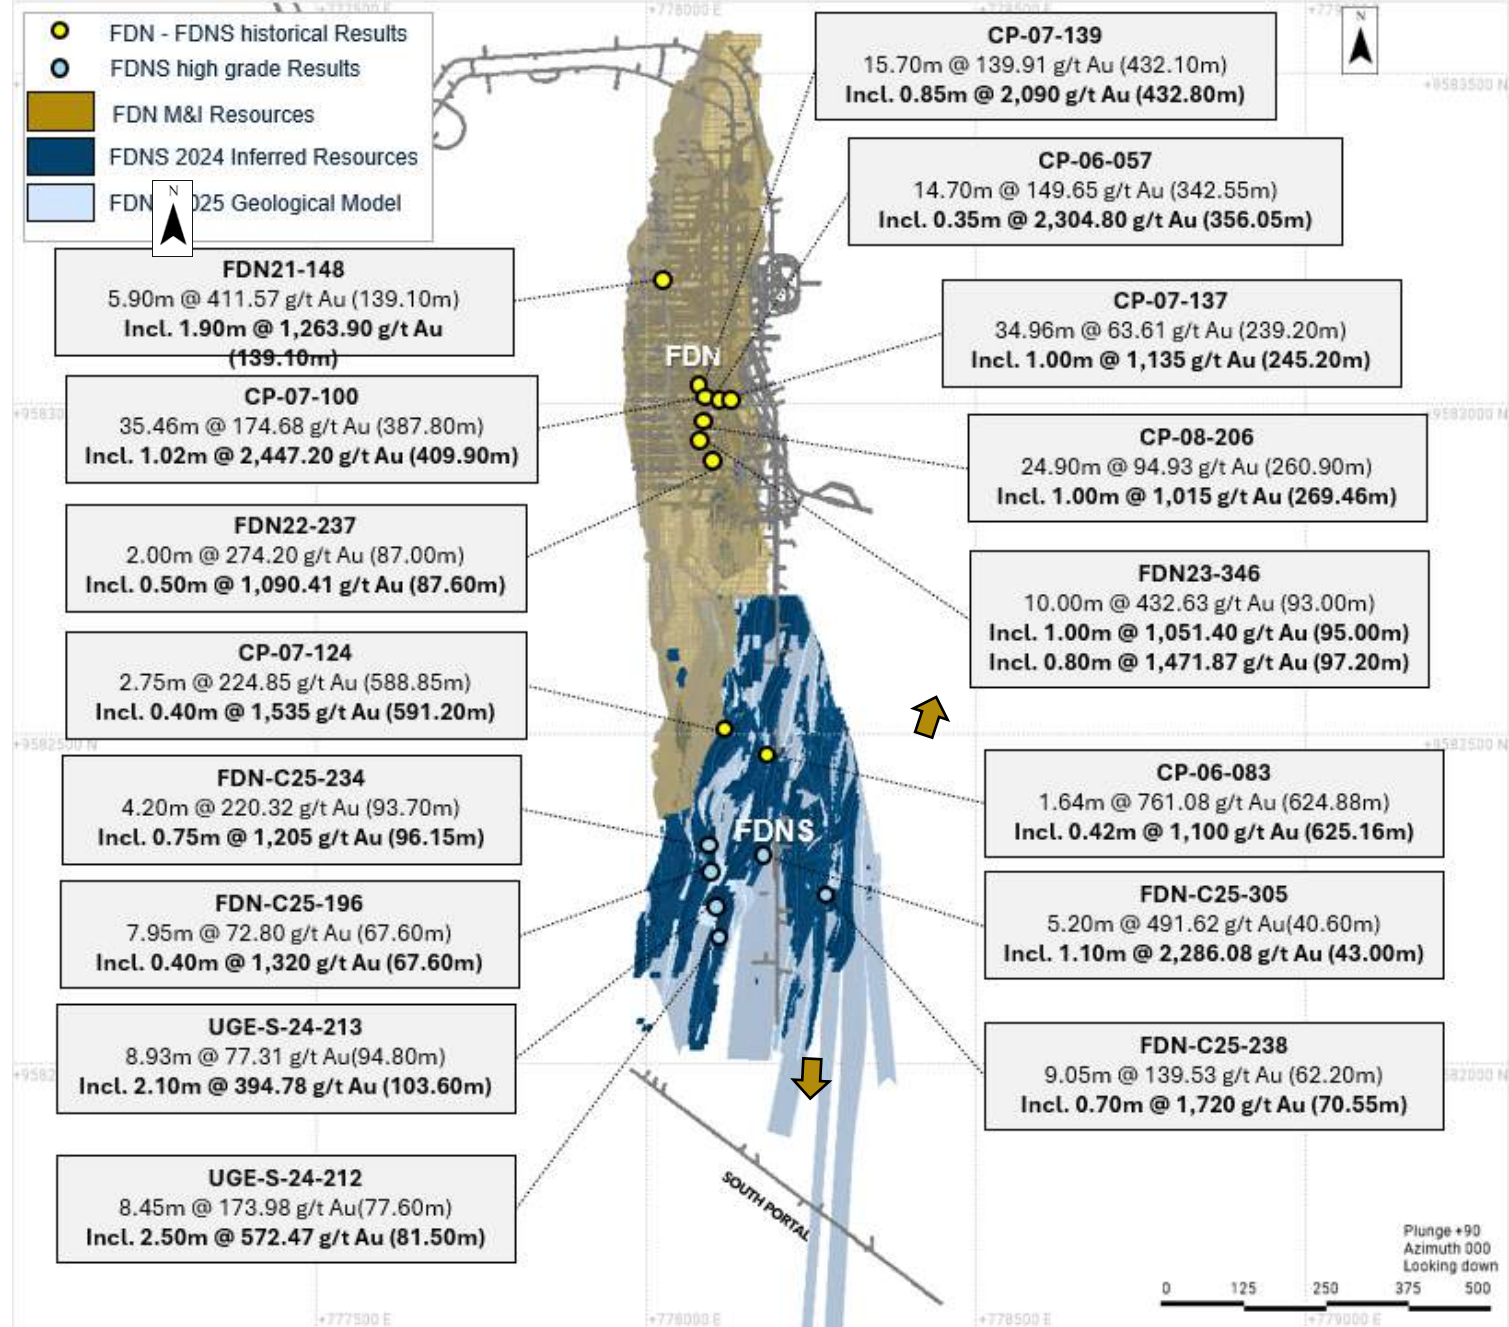 +777500 E
+778000 E
+778500 E
FDN - FDNS historical Results
FDNS high grade Results
FDN M&I Resources
FDNS 2024 Inferred Resources
025 Geological Model
N
N
+9583500 N
CP-07-139
15.70m @ 139.91 g/t Au (432.10m)
Incl. 0.85m @ 2,090 g/t Au (432.80m)
CP-06-057
14.70m @ 149.65 g/t Au (342.55m)
Incl. 0.35m @ 2,304.80 g/t Au (356.05m)
FDN21-148
5.90m @ 411.57 g/t Au (139.10m)
Incl. 1.90m @ 1,263.90 g/t Au
(139.10m)
CP-07-137
34.96m @ 63.61 g/t Au (239.20m)
Incl. 1.00m @ 1,135 g/t Au (245.20m)
FDN
CP-07-100
35.46m @ 174.68 g/t Au (387.80m)
Incl. 1.02m @ 2,447.20 g/t Au (409.90m)
+95830
+9583000 N
CP-08-206
24.90m @ 94.93 g/t Au (260.90m)
Incl. 1.00m @ 1,015 g/t Au (269.46m)
FDN22-237
2.00m @ 274.20 g/t Au (87.00m)
Incl. 0.50m @ 1,090.41 g/t Au (87.60m)
FDN23-346
10.00m @ 432.63 g/t Au (93.00m)
Incl. 1.00m @ 1,051.40 g/t Au (95.00m)
Incl. 0.80m @ 1,471.87 g/t Au (97.20m)
CP-07-124
2.75m @ 224.85 g/t Au (588.85m)
Incl. 0.40m @ 1,535 g/t Au (591.20m)
+9582500 N
+9582500 N
FDN-C25-234
4.20m @ 220.32 g/t Au (93.70m)
Incl. 0.75m @ 1,205 g/t Au (96.15m)
CP-06-083
1.64m @ 761.08 g/t Au (624.88m)
Incl. 0.42m @ 1,100 g/t Au (625.16m)
FDNS
FDN-C25-196
7.95m @ 72.80 g/t Au (67.60m)
Incl. 0.40m @ 1,320 g/t Au (67.60m)
FDN-C25-305
5.20m @ 491.62 g/t Au(40.60m)
Incl. 1.10m @ 2,286.08 g/t Au (43.00m)
UGE-S-24-213
8.93m @ 77.31 g/t Au(94.80m)
Incl. 2.10m @ 394.78 g/t Au (103.60m)
+9582
582000 N
FDN-C25-238
9.05m @ 139.53 g/t Au (62.20m)
Incl. 0.70m @ 1,720 g/t Au (70.55m)
UGE-S-24-212
8.45m @ 173.98 g/t Au(77.60m)
Incl. 2.50m @ 572.47 g/t Au (81.50m)
SOUTH PORTAL
Plunge +90
Azimuth 000
Looking down
0 125 250 375 500
+777500 E
+778000 E
+778500 E
+779000 E